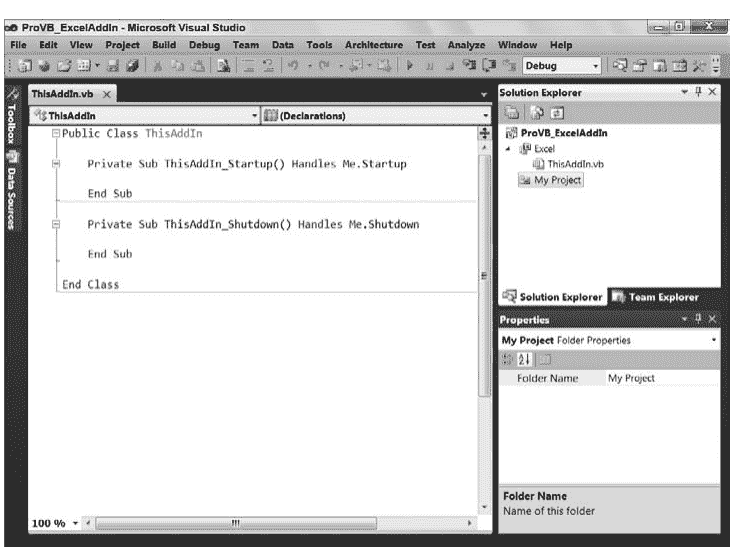 ProVB_ExcelAddIn - Microsoft Visual Studio
File Edit View Project Build Debug Team Data Tools Architecture Test Analyze Window Help
Debug
Toolbox
Data Sources
ThisAddIn.vb
ThisAddIn
(Declarations)
Public Class ThisAddIn
Private Sub ThisAddIn_Startup() Handles Me.Startup
End Sub
Private Sub ThisAddIn_Shutdown() Handles Me.Shutdown
End Sub
End Class
100 %
Solution Explorer
ProVB_ExcelAddIn
Excel
ThisAddIn.vb
My Project
Solution Explorer
Team Explorer
Properties
My Project Folder Properties
Folder Name My Project
Folder Name
Name of this folder